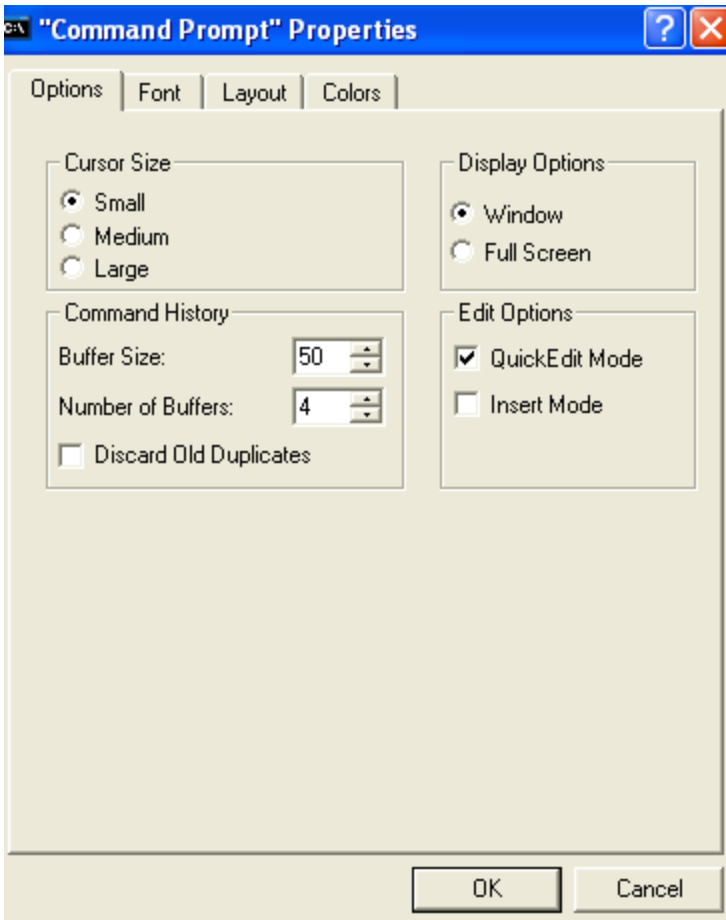 C:\ "Command Prompt" Properties ?
Options Font Layout Colors
Cursor Size
Small
Medium
Large
Display Options
Window
Full Screen
Command History
Buffer Size: 50
Number of Buffers: 4
Discard Old Duplicates
Edit Options
QuickEdit Mode
Insert Mode
OK Cancel